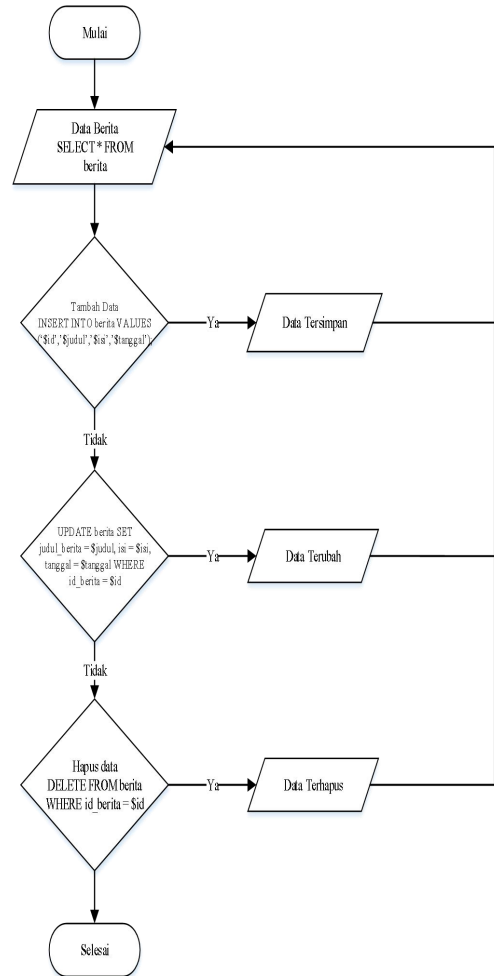 Mulai
Data Berita
SELECT * FROM
berita
Tambah Data
INSERT INTO berita VALUES
('$id','$judul','$isi','$tanggal');
Ya
Data Tersimpan
Tidak
UPDATE berita SET
judul_berita = $judul, isi = $isi,
tanggal = $tanggal WHERE
id_berita = $id
Ya
Data Terubah
Tidak
Hapus data
DELETE FROM berita
WHERE id_berita = $id
Ya
Data Terhapus
Selesai